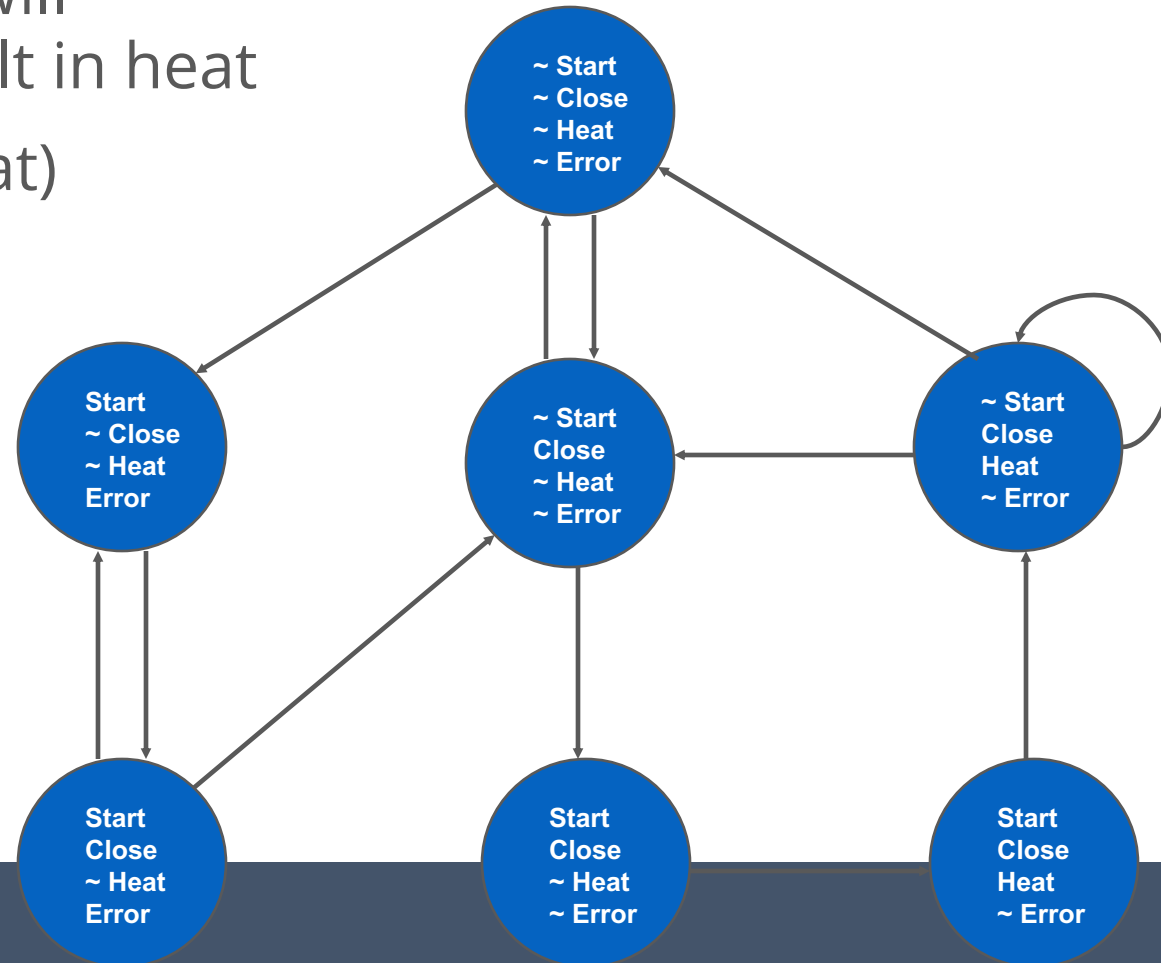 lt in heat
at)
~ Start
~ Close
~ Heat
~ Error
Start
~ Close
~ Heat
Error
~ Start
Close
~ Heat
~ Error
~ Start
Close
Heat
~ Error
Start
Close
~ Heat
Error
Start
Close
~ Heat
~ Error
Start
Close
Heat
~ Error